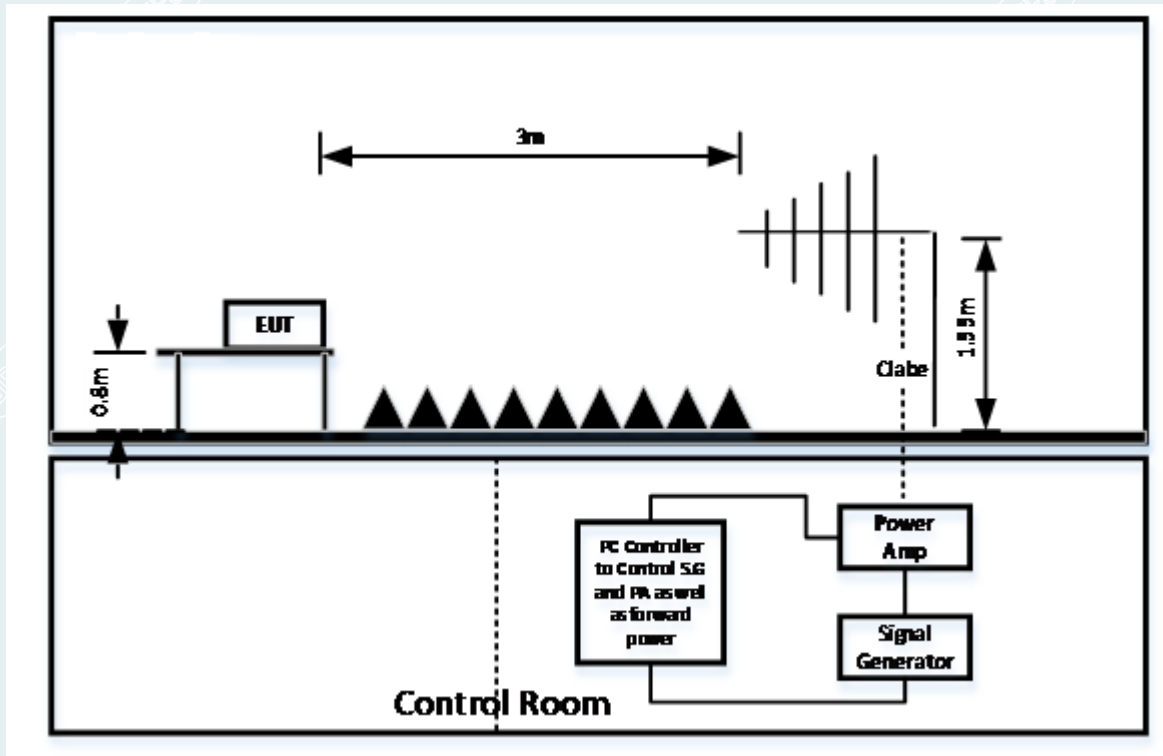 3m
EUT
0.8m
1.55m
Clabe
Power
Amp
PC Controller
to Control S.G
and PA as well
as forward
power
Signal
Generator
Control Room